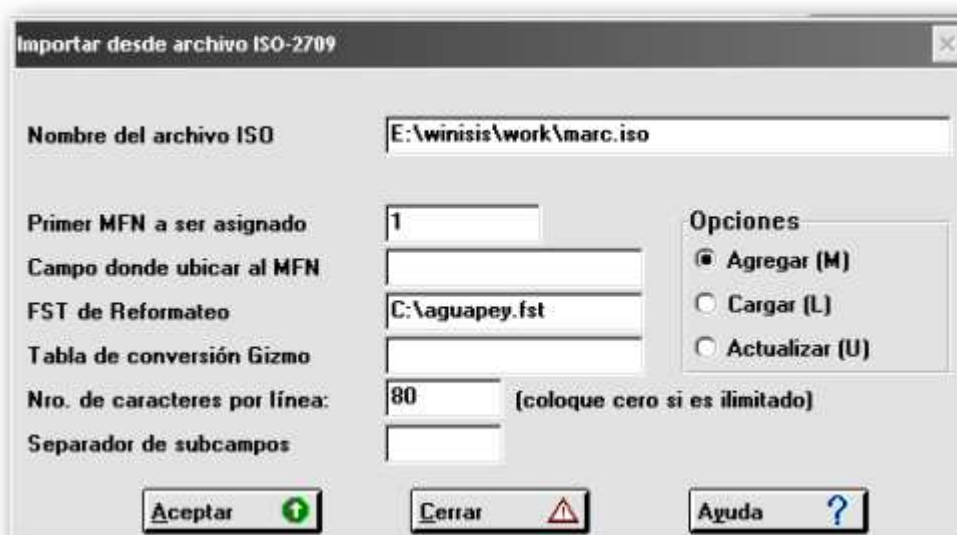 Importar desde archivo ISO-2709
Nombre del archivo ISO E:\winisis\work\marc.iso
Primer MFN a ser asignado 1
Opciones
Campo donde ubicar al MFN
Agregar (M)
FST de Reformateo C:\aguapey.fst
Cargar (L)
Tabla de conversión Gizmo
Actualizar (U)
Nro. de caracteres por línea: 80 (coloque cero si es ilimitado)
Separador de subcampos
Aceptar Cerrar Ayuda ?